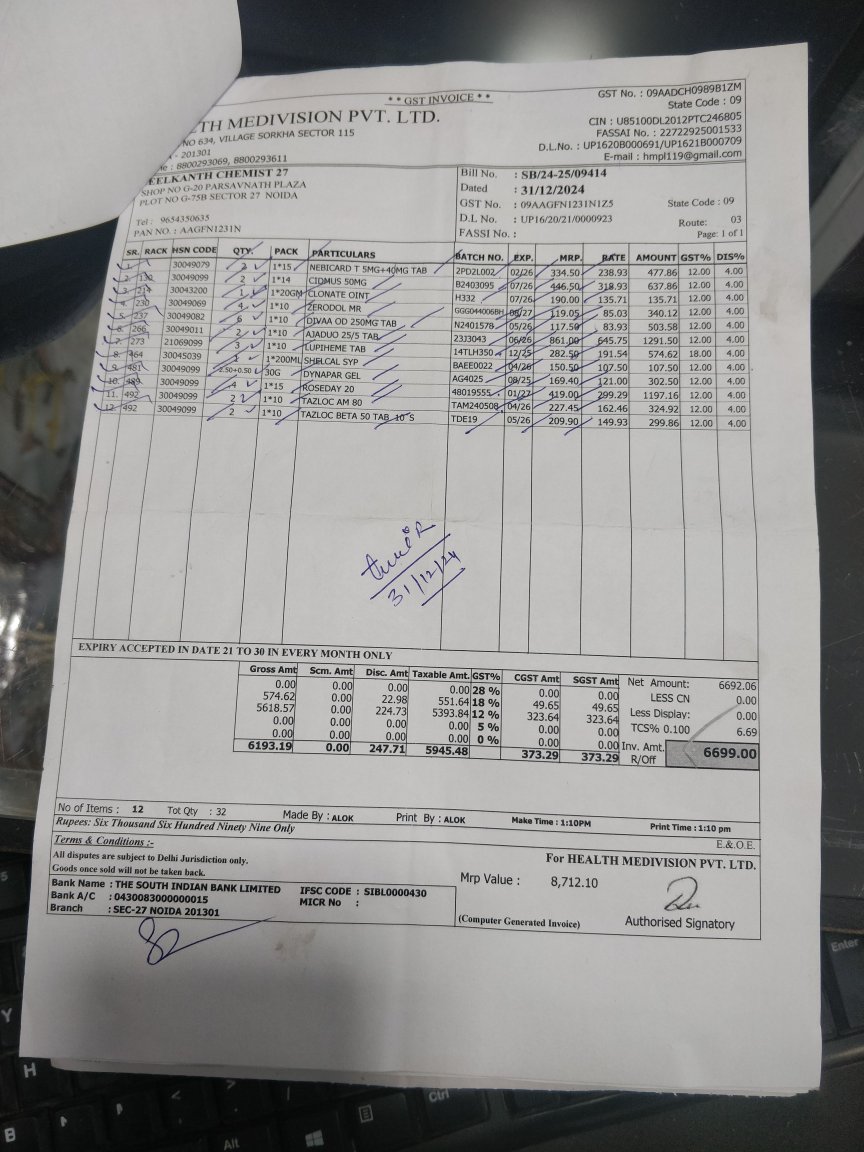 * * GST INVOICE * *
GST No. : 09AADCH0989B1ZM
State Code : 09
LTH MEDIVISION PVT. LTD.
CIN : U85100DL2012PTC246805
NO 634, VILLAGE SORKHA SECTOR 115
FASSAI No. : 22722925001533
- 201301
D.L.No. : UP1620B000691/UP1621B000709
: 8800293069, 8800293611
E-mail : hmpl119@gmail.com
EELKANTH CHEMIST 27
Bill No. : SB/24-25/09414
SHOP NO G-20 PARSAVNATH PLAZA
Dated : 31/12/2024
PLOT NO G-75B SECTOR 27 NOIDA
GST No. : 09AAGFN1231N1Z5 State Code : 09
Tel : 9654350635
D.L No. : UP16/20/21/0000923 Route: 03
PAN NO. : AAGFN1231N
FASSI No. : Page: 1 of 1
SR. RACK HSN CODE QTY. PACK PARTICULARS BATCH NO. EXP. MRP. RATE AMOUNT GST% DIS%
1. 30049079 2 1*15 NEBICARD T 5MG+40MG TAB 2PD2L002 02/26 334.50 238.93 477.86 12.00 4.00
2. 130 30049099 2 1*14 CIDMUS 50MG B2403095 07/26 446.50 318.93 637.86 12.00 4.00
3. 214 30043200 1 1*20GM CLONATE OINT H332 07/26 190.00 135.71 135.71 12.00 4.00
4. 230 30049069 4 1*10 ZERODOL MR GGG044006BH 08/27 119.05 85.03 340.12 12.00 4.00
5. 237 30049082 6 1*10 DIVAA OD 250MG TAB N2401578 05/26 117.50 83.93 503.58 12.00 4.00
6. 266 30049011 2 1*10 AJADUO 25/5 TAB 06/26 861.00 645.75 1291.50 12.00 4.00
7. 273 21069099 3 1*10 LUPIHEME TAB 14TLH350 12/25 282.50 191.54 574.62 18.00 4.00
8. 464 30045039 1 1*200ML SHELCAL SYP BAEE0022 04/26 150.50 107.50 107.50 12.00 4.00
9. 481 30049099 2.50+0.50 30G DYNAPAR GEL AG4025 08/25 169.40 121.00 302.50 12.00 4.00
10. 489 30049099 4 1*15 ROSEDAY 20 48019555 01/27 419.00 299.29 1197.16 12.00 4.00
11. 492 30049099 2 1*10 TAZLOC AM 80 TAM240508 04/26 227.45 162.46 324.92 12.00 4.00
12. 492 30049099 2 1*10 TAZLOC BETA 50 TAB 10`S TDE19 05/26 209.90 149.93 299.86 12.00 4.00
31/12/24
EXPIRY ACCEPTED IN DATE 21 TO 30 IN EVERY MONTH ONLY
Gross Amt Scm. Amt Disc. Amt Taxable Amt. GST% CGST Amt SGST Amt Net Amount: 6692.06
0.00 0.00 0.00 0.00 28 % 0.00 0.00 LESS CN 0.00
574.62 0.00 22.98 551.64 18 % 49.65 49.65 Less Display: 0.00
5618.57 0.00 224.73 5393.84 12 % 323.64 323.64 TCS% 0.100 6.69
0.00 0.00 0.00 0.00 5 % 0.00 0.00
0.00 0.00 0.00 0.00 0 % 0.00 0.00 Inv. Amt. 6699.00
6193.19 0.00 247.71 5945.48 373.29 373.29 R/Off
No of Items : 12 Tot Qty : 32 Made By : ALOK Print By : ALOK Make Time : 1:10PM Print Time : 1:10 pm
Rupees: Six Thousand Six Hundred Ninety Nine Only
E.& O.E.
Terms & Conditions :-
All disputes are subject to Delhi Jurisdiction only.
Goods once sold will not be taken back.
For HEALTH MEDIVISION PVT. LTD.
Mrp Value : 8,712.10
Bank Name : THE SOUTH INDIAN BANK LIMITED IFSC CODE : SIBL0000430
Bank A/C : 0430083000000015 MICR No :
Branch : SEC-27 NOIDA 201301
(Computer Generated Invoice) Authorised Signatory
Enter
Y
H
B
Ctrl
Alt